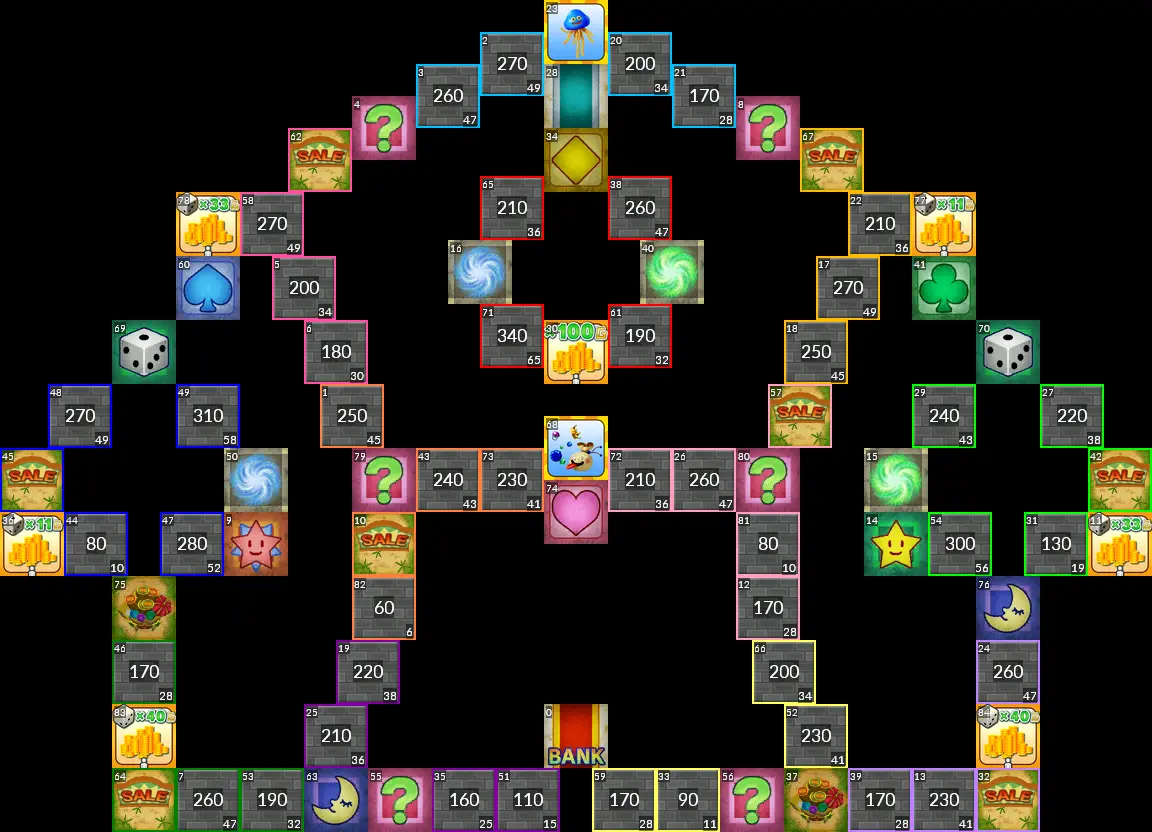 23
2 270 49
20 200 34
3 260 47
28
21 170 28
4 ?
8 ?
62 SALE
34
67 SALE
78 ×33
58 270 49
65 210 36
38 260 47
22 210 36
77 ×11
60
5 200 34
16
40
17 270 49
41
69
6 180 30
71 340 65
30 ×100
61 190 32
18 250 45
70
48 270 49
49 310 58
1 250 45
57 SALE
29 240 43
27 220 38
45 SALE
50
79 ?
43 240 43
73 230 41
68
72 210 36
26 260 47
80 ?
15
42 SALE
36 ×11
44 80 10
47 280 52
9
10 SALE
74
81 80 10
14
54 300 56
31 130 19
11 ×33
75
82 60 6
12 170 28
76
46 170 28
19 220 38
66 200 34
24 260 47
83 ×40
25 210 36
0 BANK
52 230 41
84 ×40
64 SALE
7 260 47
53 190 32
63
55 ?
35 160 25
51 110 15
59 170 28
33 90 11
56 ?
37
39 170 28
13 230 41
32 SALE